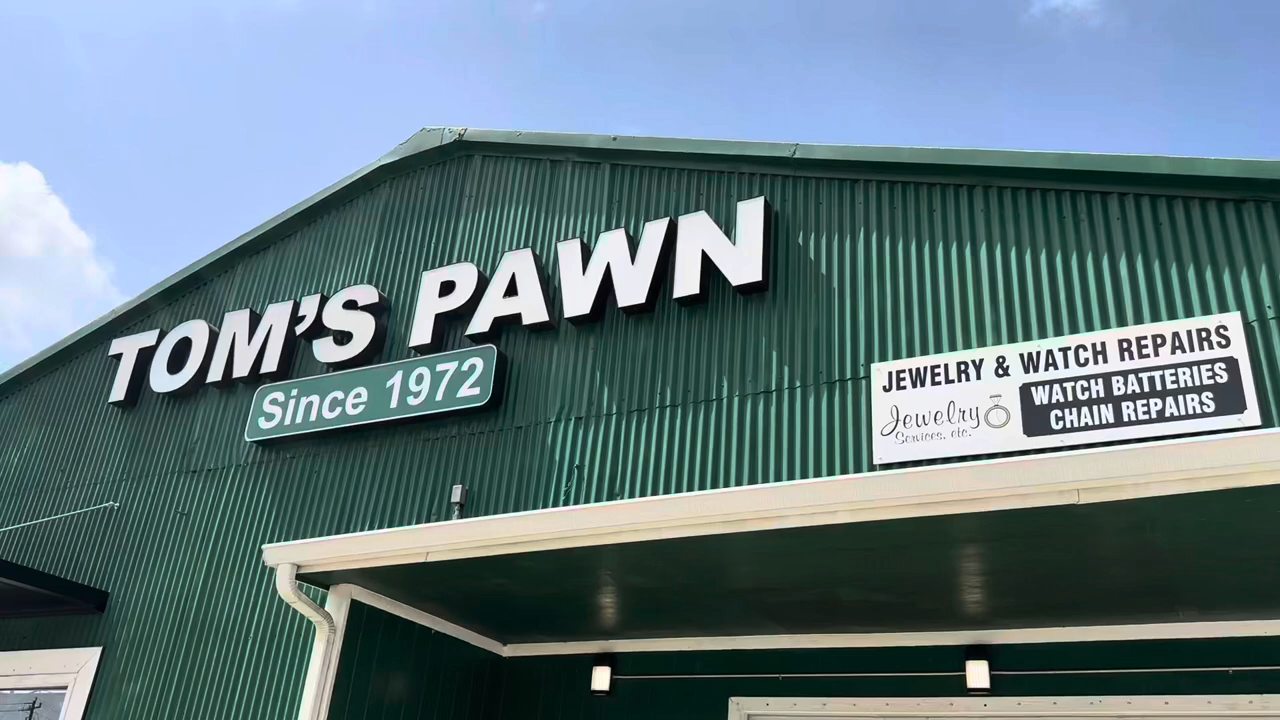 TOM'S PAWN
Since 1972
JEWELRY & WATCH REPAIRS
Jewelry
Services, etc.
WATCH BATTERIES
CHAIN REPAIRS